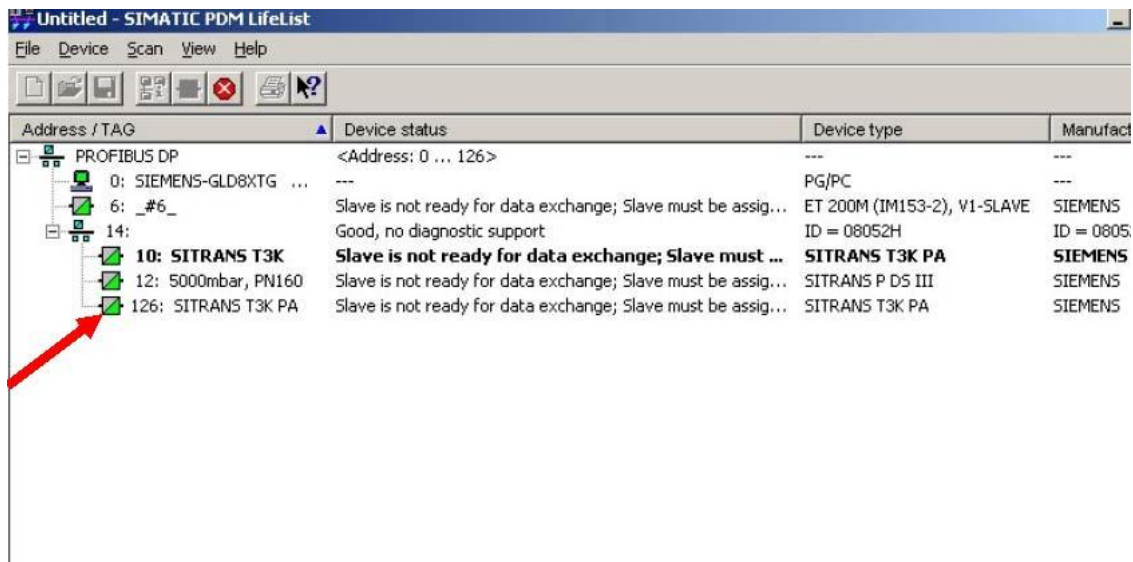 Untitled - SIMATIC PDM LifeList
File Device Scan View Help
Address / TAG Device status Device type Manufact
PROFIBUS DP <Address: 0 ... 126> --- ---
0: SIEMENS-GLD8XTG ... --- PG/PC ---
6: _#6_ Slave is not ready for data exchange; Slave must be assig... ET 200M (IM153-2), V1-SLAVE SIEMENS
14: Good, no diagnostic support ID = 08052H ID = 0805
10: SITRANS T3K Slave is not ready for data exchange; Slave must ... SITRANS T3K PA SIEMENS
12: 5000mbar, PN160 Slave is not ready for data exchange; Slave must be assig... SITRANS P DS III SIEMENS
126: SITRANS T3K PA Slave is not ready for data exchange; Slave must be assig... SITRANS T3K PA SIEMENS